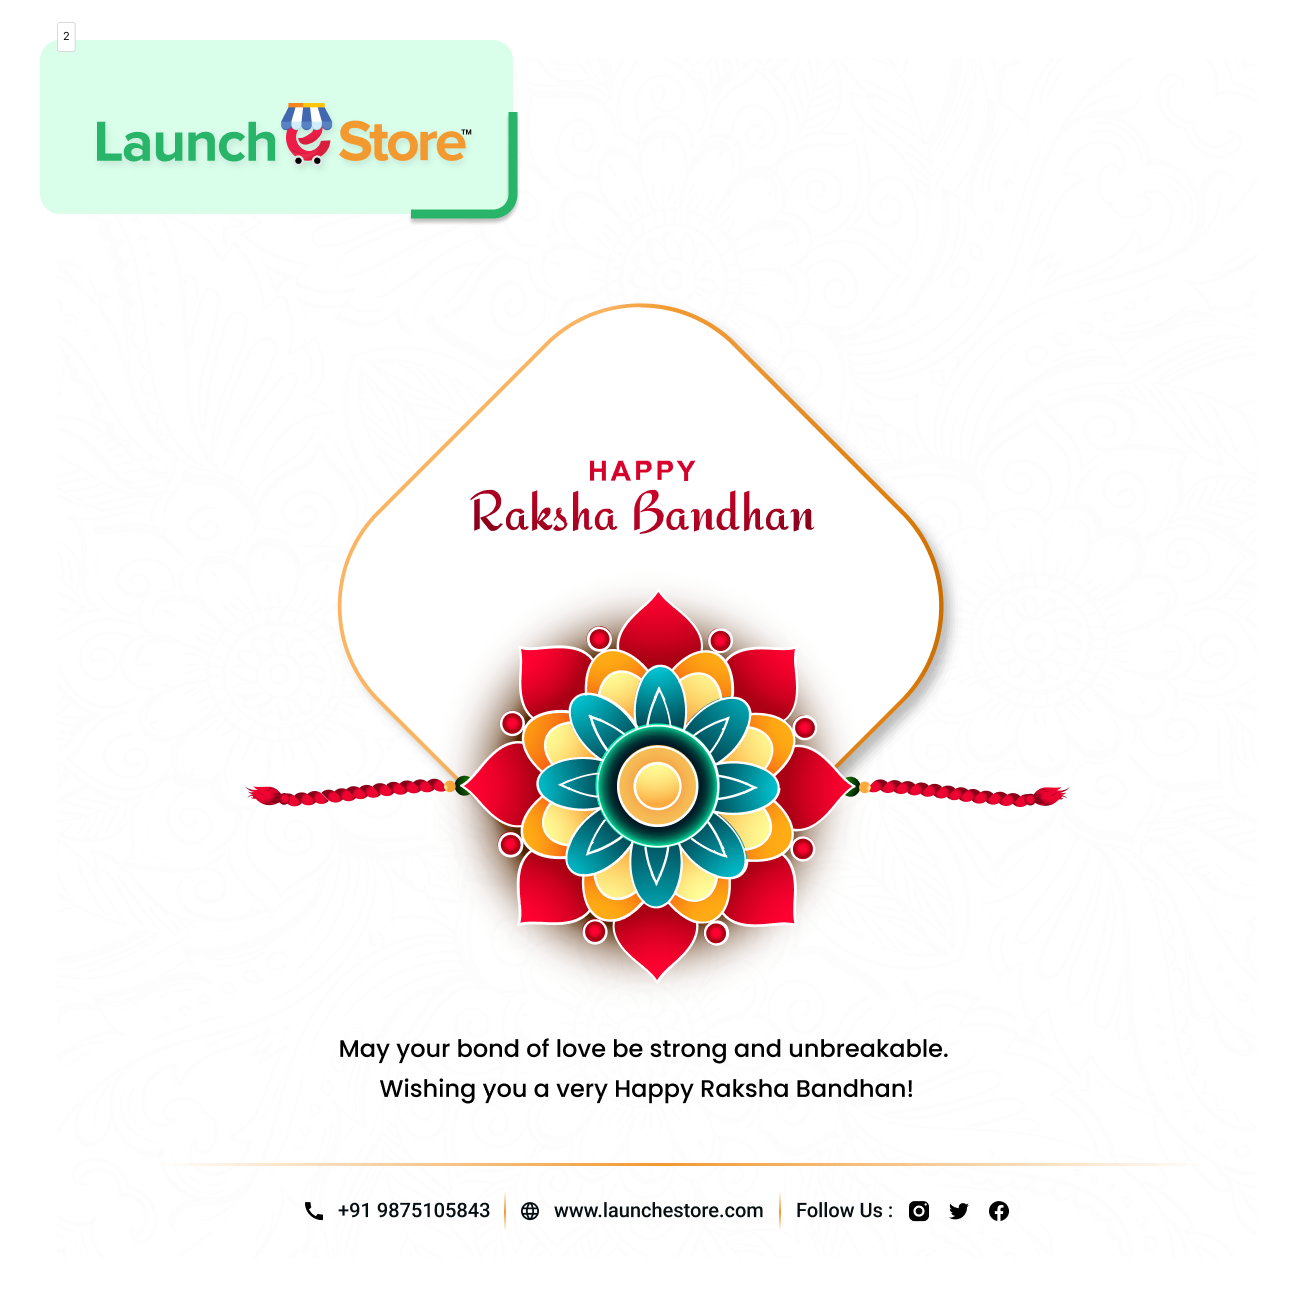 2
Launch e Store™
HAPPY
Raksha Bandhan
May your bond of love be strong and unbreakable.
Wishing you a very Happy Raksha Bandhan!
+91 9875105843 www.launchestore.com Follow Us :